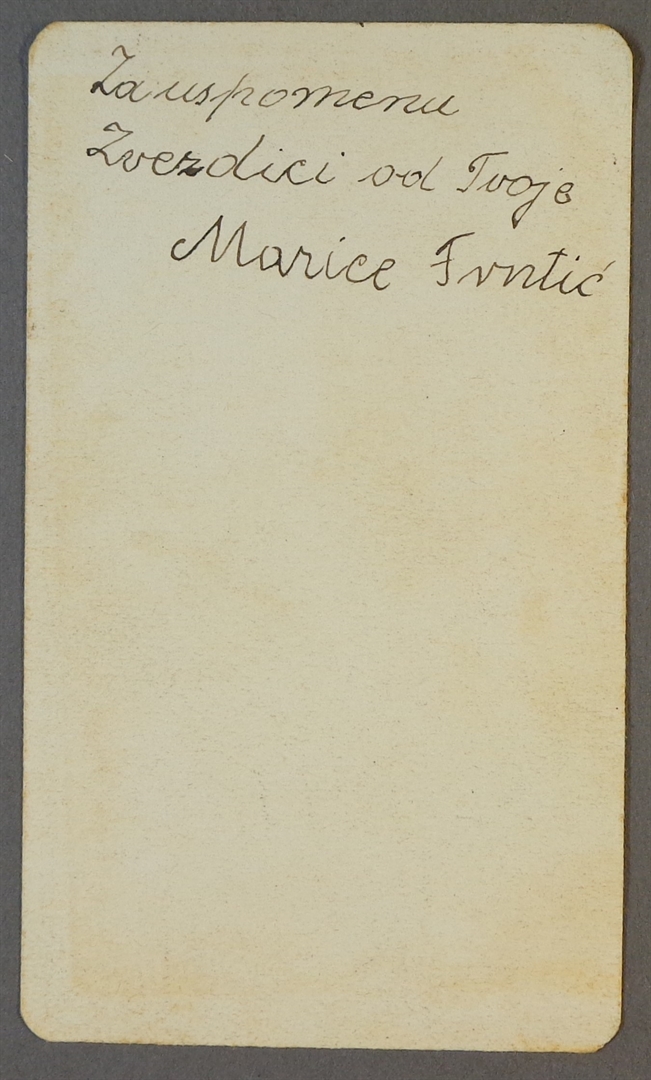 Za uspomenu
Zvezdici od Tvoje
Marice